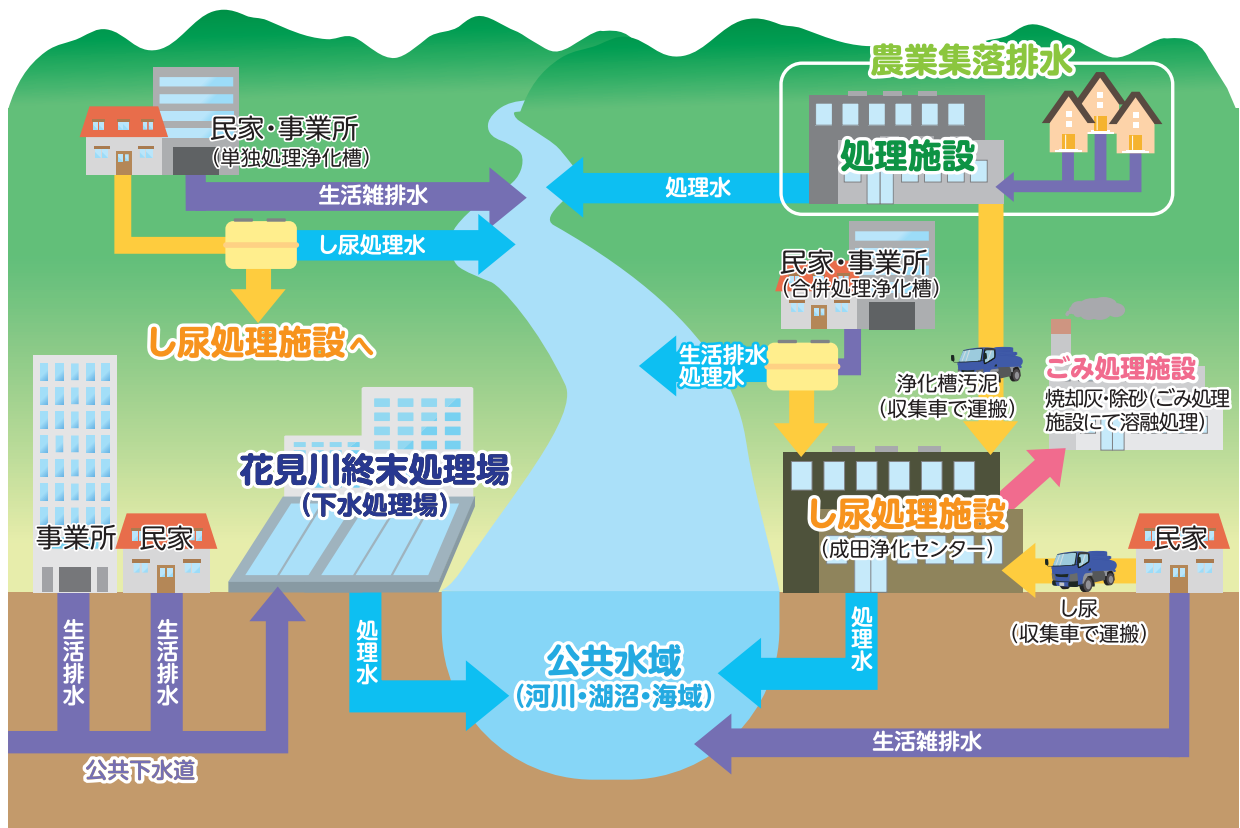 農業集落排水
処理施設
民家・事業所
（単独処理浄化槽）
生活雑排水
処理水
し尿処理水
し尿処理施設へ
民家・事業所
（合併処理浄化槽）
生活排水
処理水
浄化槽汚泥
（収集車で運搬）
ごみ処理施設
焼却灰・除砂（ごみ処理
施設にて溶融処理）
花見川終末処理場
（下水処理場）
し尿処理施設
（成田浄化センター）
事業所
民家
民家
し尿
（収集車で運搬）
生活排水
生活排水
処理水
処理水
公共水域
（河川・湖沼・海域）
生活雑排水
公共下水道